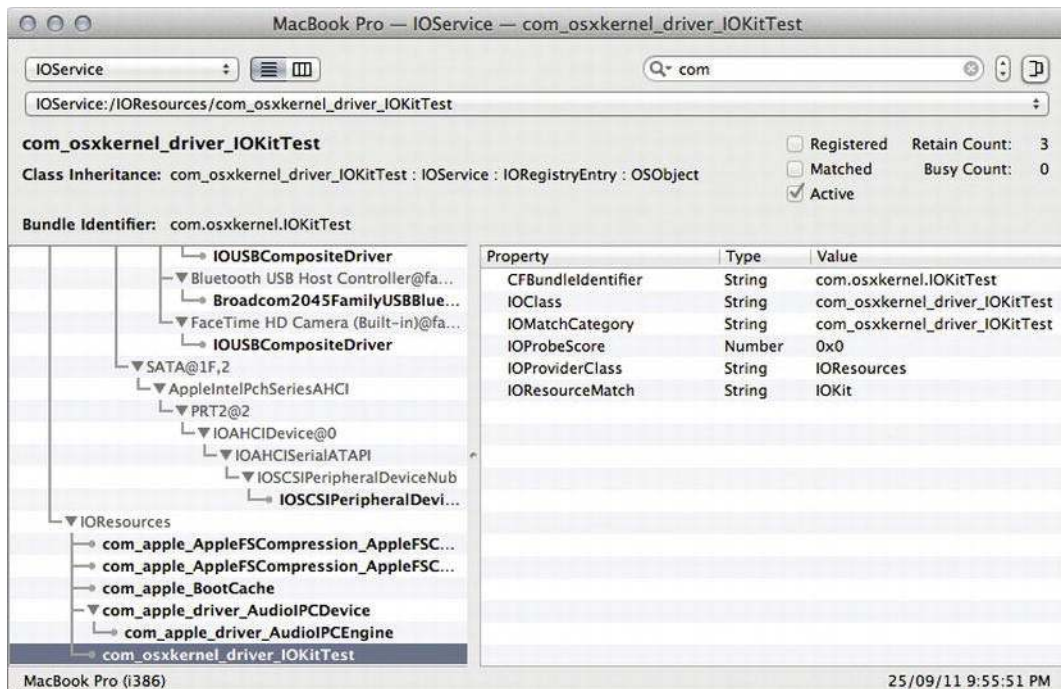 MacBook Pro — IOService — com_osxkernel_driver_IOKitTest
IOService
com
IOService:/IOResources/com_osxkernel_driver_IOKitTest
com_osxkernel_driver_IOKitTest
Registered Retain Count: 3
Class Inheritance: com_osxkernel_driver_IOKitTest : IOService : IORegistryEntry : OSObject
Matched Busy Count: 0
Active
Bundle Identifier: com.osxkernel.IOKitTest
IOUSBCompositeDriver
Bluetooth USB Host Controller@fa...
Broadcom2045FamilyUSBBlue...
FaceTime HD Camera (Built-in)@fa...
IOUSBCompositeDriver
SATA@1F,2
AppleIntelPchSeriesAHCI
PRT2@2
IOAHCIDevice@0
IOAHCISerialATAPI
IOSCSIPeripheralDeviceNub
IOSCSIPeripheralDevi...
IOResources
com_apple_AppleFSCompression_AppleFSC...
com_apple_AppleFSCompression_AppleFSC...
com_apple_BootCache
com_apple_driver_AudioIPCDevice
com_apple_driver_AudioIPCEngine
com_osxkernel_driver_IOKitTest
Property Type Value
CFBundleIdentifier String com.osxkernel.IOKitTest
IOClass String com_osxkernel_driver_IOKitTest
IOMatchCategory String com_osxkernel_driver_IOKitTest
IOProbeScore Number 0x0
IOProviderClass String IOResources
IOResourceMatch String IOKit
MacBook Pro (i386) 25/09/11 9:55:51 PM